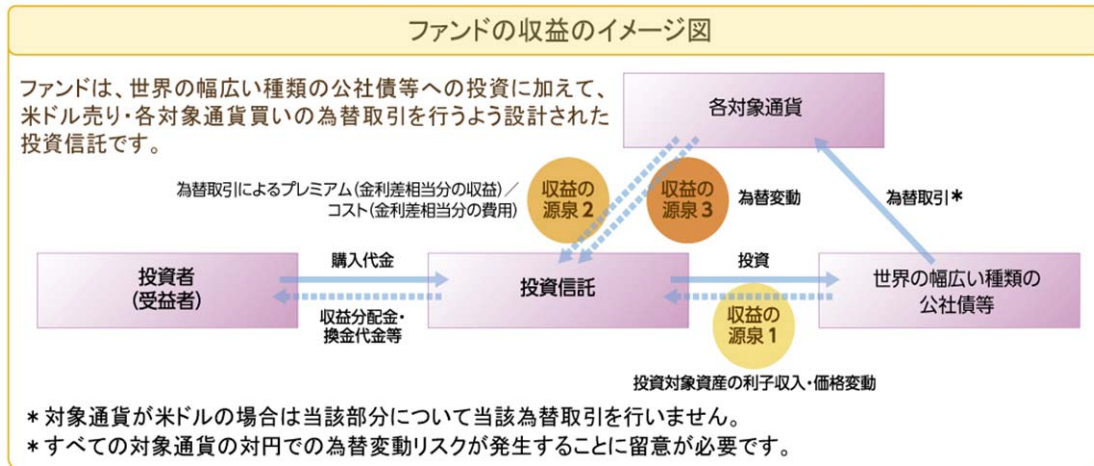 ファンドの収益のイメージ図
ファンドは、世界の幅広い種類の公社債等への投資に加えて、
米ドル売り・各対象通貨買いの為替取引を行うよう設計された
投資信託です。
各対象通貨
為替取引によるプレミアム(金利差相当分の収益)／
コスト(金利差相当分の費用)
収益の
源泉2
収益の
源泉3
為替変動
為替取引*
投資者
(受益者)
購入代金
収益分配金・
換金代金等
投資信託
投資
収益の
源泉1
世界の幅広い種類の
公社債等
投資対象資産の利子収入・価格変動
* 対象通貨が米ドルの場合は当該部分について当該為替取引を行いません。
* すべての対象通貨の対円での為替変動リスクが発生することに留意が必要です。